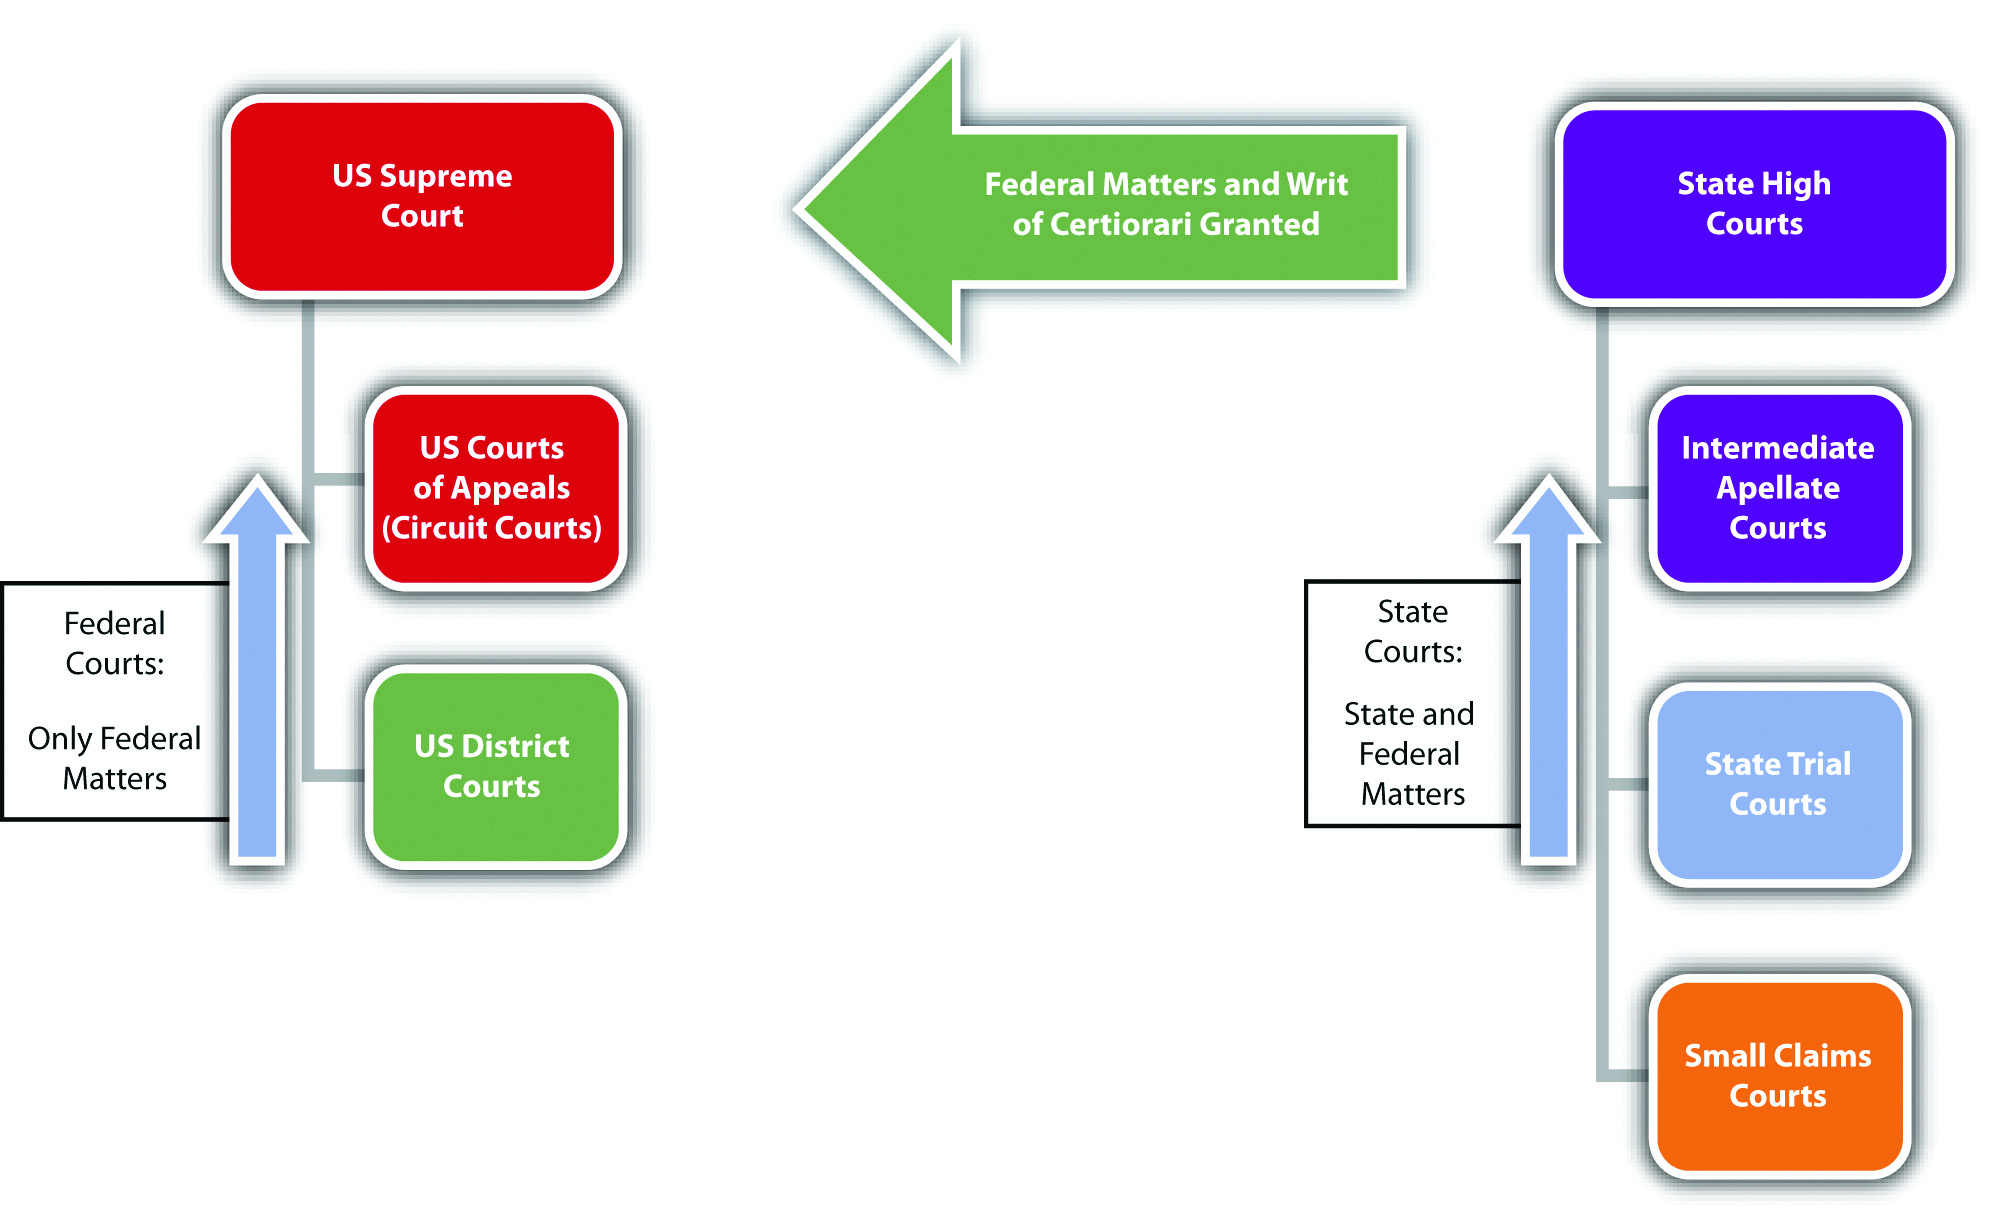 US Supreme
Court
Federal Matters and Writ
of Certiorari Granted
State High
Courts
US Courts
of Appeals
(Circuit Courts)
Intermediate
Apellate
Courts
Federal
Courts:
Only Federal
Matters
US District
Courts
State
Courts:
State and
Federal
Matters
State Trial
Courts
Small Claims
Courts